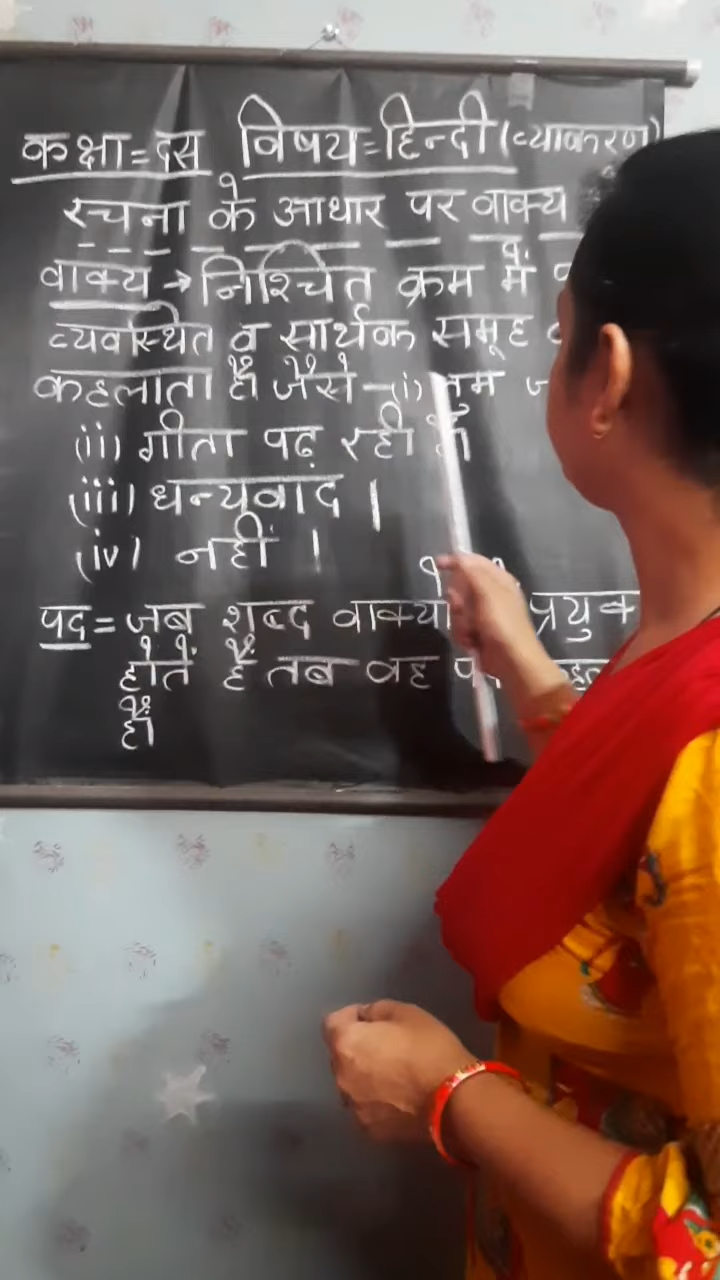 कक्षा = दस विषय = हिन्दी (व्याकरण)
रचना के आधार पर वाक्य
वाक्य → निश्चित क्रम में
व्यवस्थित व सार्थक समूह
कहलाता है। जैसे - (i) तुम
(ii) गीता पढ़ रही है।
(iii) धन्यवाद ।
(iv) नहीं ।
पद = जब शब्द
होते हैं तब वह
है।